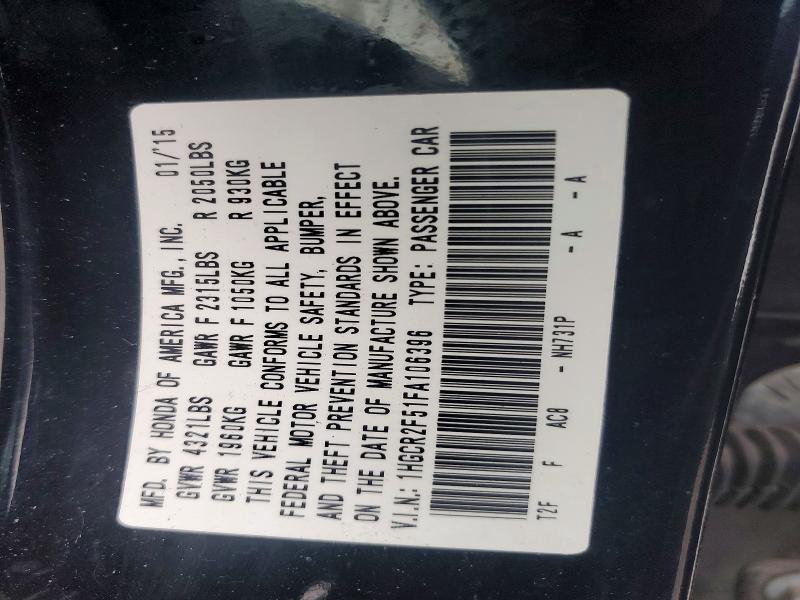 MFD. BY HONDA OF AMERICA MFG., INC. 01/'15
GVWR 4321LBS GAWR F 2315LBS R 2050LBS
GVWR 1960KG GAWR F 1050KG R 930KG
THIS VEHICLE CONFORMS TO ALL APPLICABLE
FEDERAL MOTOR VEHICLE SAFETY, BUMPER,
AND THEFT PREVENTION STANDARDS IN EFFECT
ON THE DATE OF MANUFACTURE SHOWN ABOVE.
V.I.N.: 1HGCR2F51FA106396 TYPE: PASSENGER CAR
T2F F AC8 - NH731P - A - A